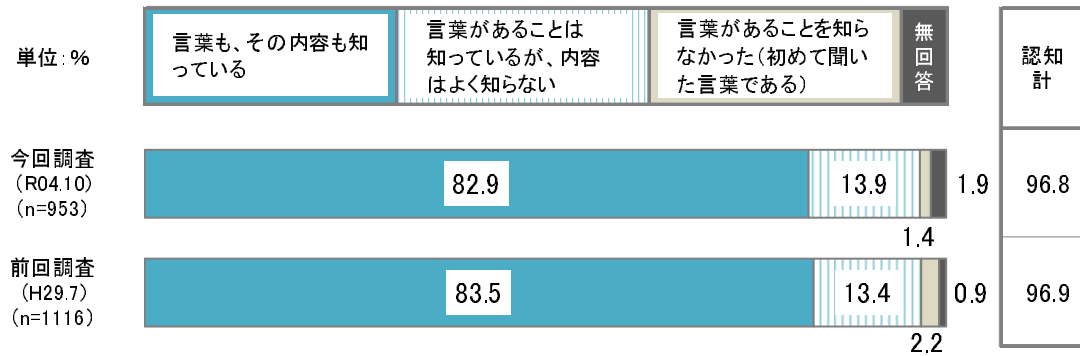 単位:%
言葉も、その内容も知
っている
言葉があることは
知っているが、内容
はよく知らない
言葉があることを知ら
なかった(初めて聞い
た言葉である)
無
回
答
認知
計
今回調査
(R04.10)
(n=953)
82.9
13.9
1.4
1.9
96.8
前回調査
(H29.7)
(n=1116)
83.5
13.4
2.2
0.9
96.9